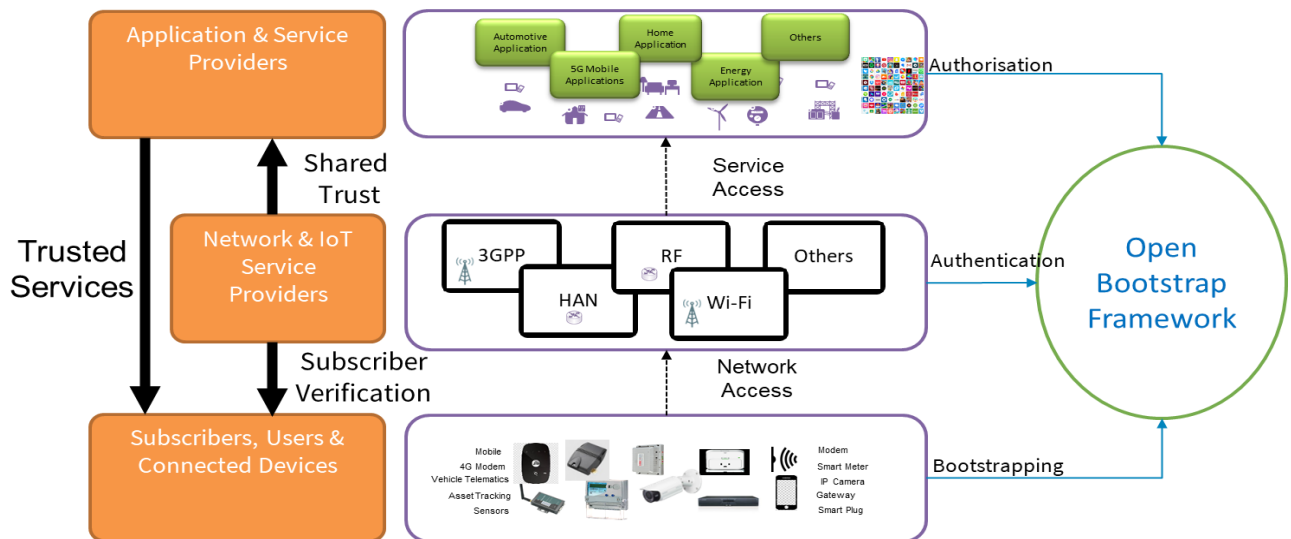 Application & Service
Providers
Shared
Trust
Trusted
Services
Network & IoT
Service
Providers
Subscriber
Verification
Subscribers, Users &
Connected Devices
Automotive
Application
Home
Application
Others
5G Mobile
Applications
Energy
Application
Service
Access
3GPP
RF
Others
HAN
Wi-Fi
Network
Access
Mobile
4G Modem
Vehicle Telematics
Asset Tracking
Sensors
Modem
Smart Meter
IP Camera
Gateway
Smart Plug
Authorisation
Authentication
Bootstrapping
Open
Bootstrap
Framework